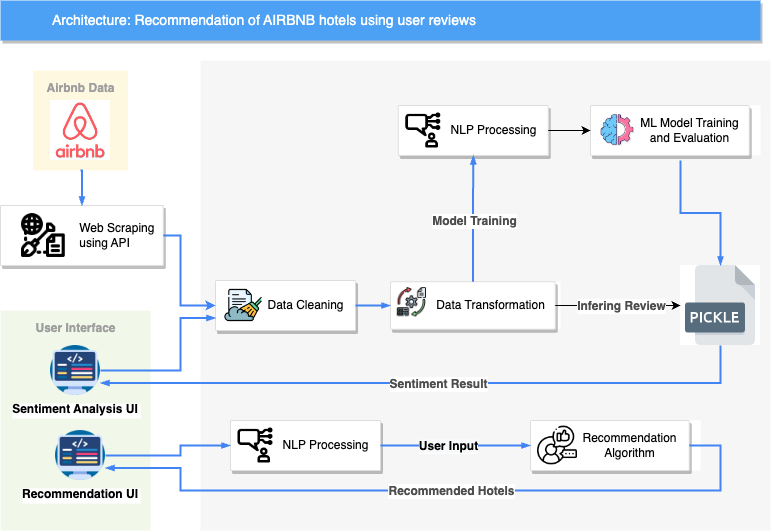 Architecture: Recommendation of AIRBNB hotels using user reviews
Airbnb Data
airbnb
NLP Processing
ML Model Training
and Evaluation
Model Training
Web Scraping
using API
Data Cleaning
Data Transformation
Infering Review
PICKLE
User Interface
</>
Sentiment Analysis UI
Sentiment Result
</>
Recommendation UI
NLP Processing
User Input
Recommendation
Algorithm
Recommended Hotels